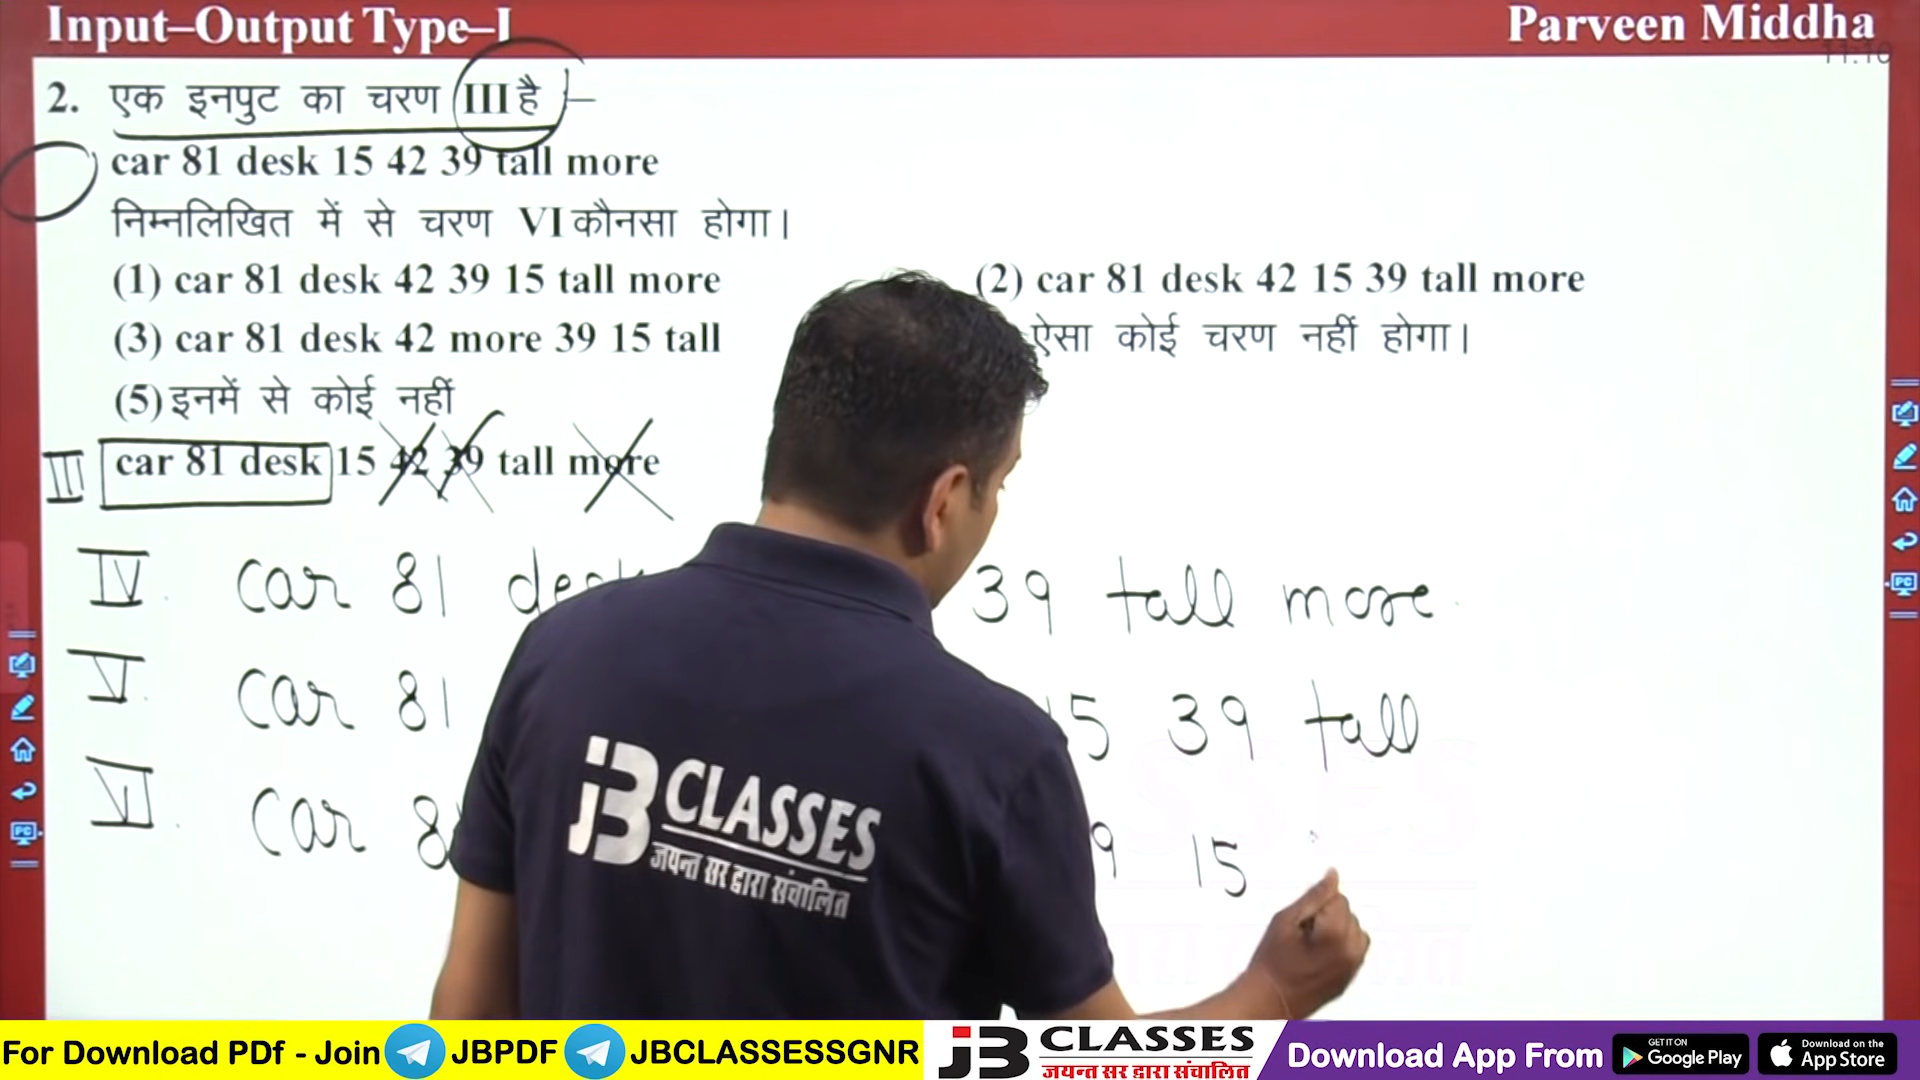 Input–Output Type–I
Parveen Middha
11:10
2. एक इनपुट का चरण III है –
car 81 desk 15 42 39 tall more
निम्नलिखित में से चरण VI कौनसा होगा।
(1) car 81 desk 42 39 15 tall more
(2) car 81 desk 42 15 39 tall more
(3) car 81 desk 42 more 39 15 tall
ऐसा कोई चरण नहीं होगा।
(5) इनमें से कोई नहीं
III car 81 desk 15 42 39 tall more
IV. car 81 39 tall more
V. car 81 15 39 tall
VI. car 15
JB CLASSES
जयन्त सर द्वारा संचालित
For Download PDf - Join JBPDF JBCLASSESSGNR
JB CLASSES
जयन्त सर द्वारा संचालित
Download App From
GET IT ON
Google Play
Download on the
App Store